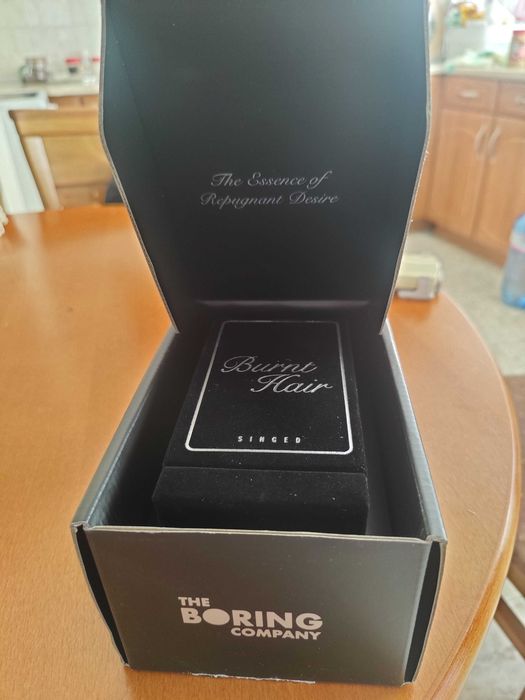 The Essence of
Repugnant Desire
Burnt
Hair
SINGED
THE
BORING
COMPANY